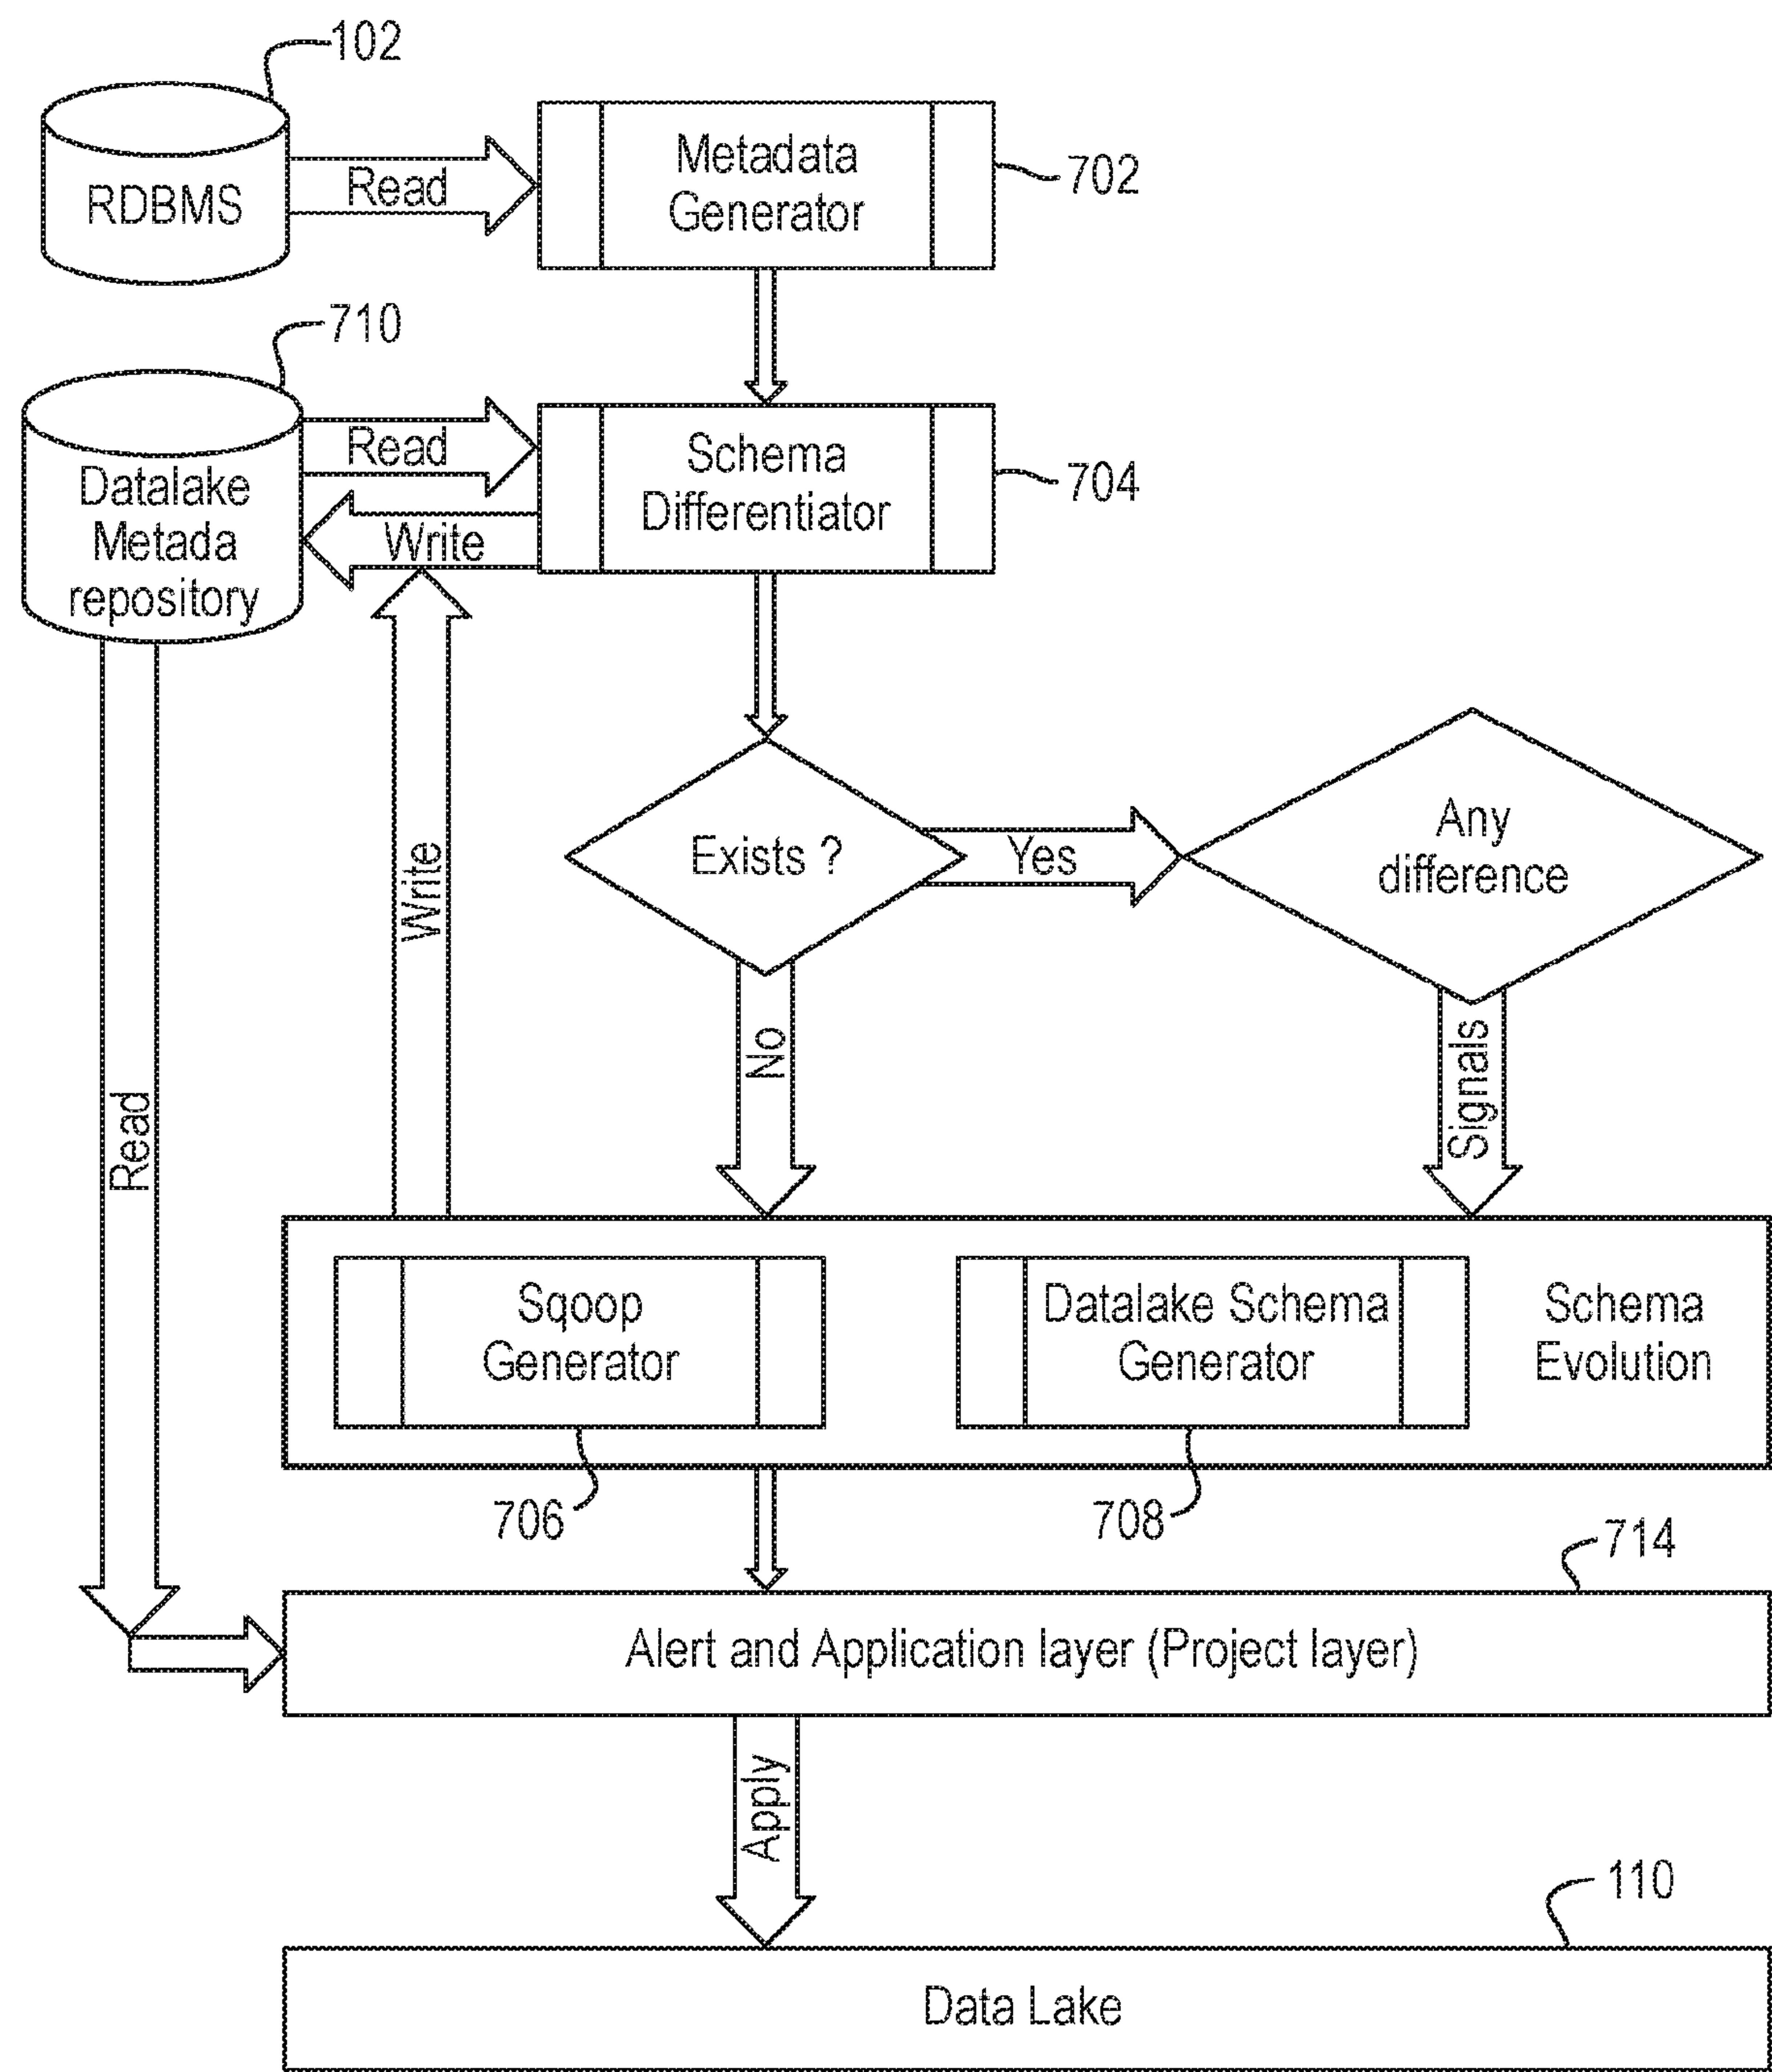 102
RDBMS
Read
Metadata
Generator
702
710
Datalake
Metada
repository
Read
Write
Schema
Differentiator
704
Exists ?
Yes
Any
difference
Write
No
Signals
Read
Sqoop
Generator
Datalake Schema
Generator
Schema
Evolution
706
708
714
Alert and Application layer (Project layer)
Apply
110
Data Lake